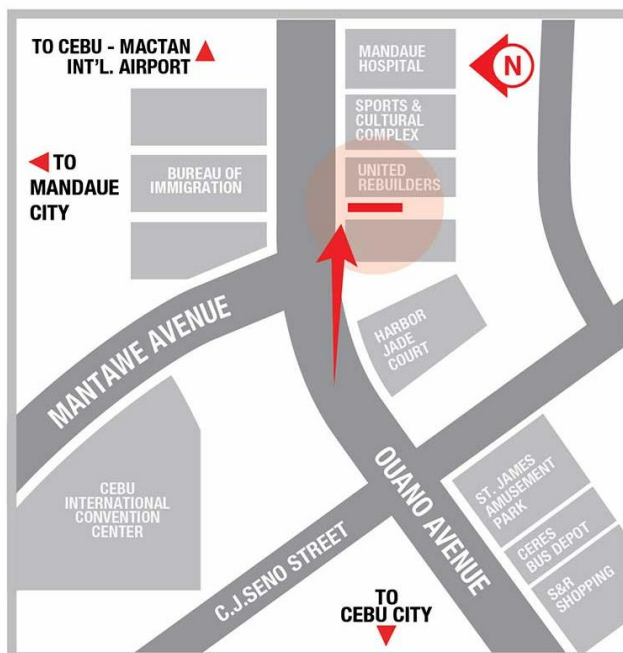 TO CEBU - MACTAN
INT'L. AIRPORT
MANDAUE
HOSPITAL
N
SPORTS &
CULTURAL
COMPLEX
TO
MANDAUE
CITY
BUREAU OF
IMMIGRATION
UNITED
REBUILDERS
MANTAWE AVENUE
HARBOR
JADE
COURT
CEBU
INTERNATIONAL
CONVENTION
CENTER
OUANO AVENUE
ST. JAMES
AMUSEMENT
PARK
CERES
BUS DEPOT
S&R
SHOPPING
C.J.SENO STREET
TO
CEBU CITY